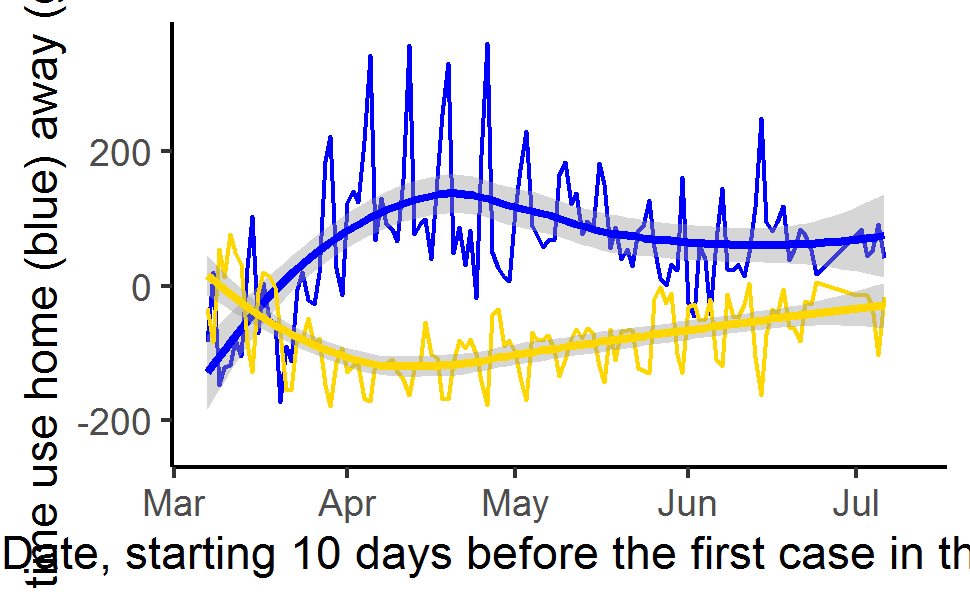 time use home (blue) away (
200
0
-200
Mar Apr May Jun Jul
Date, starting 10 days before the first case in th